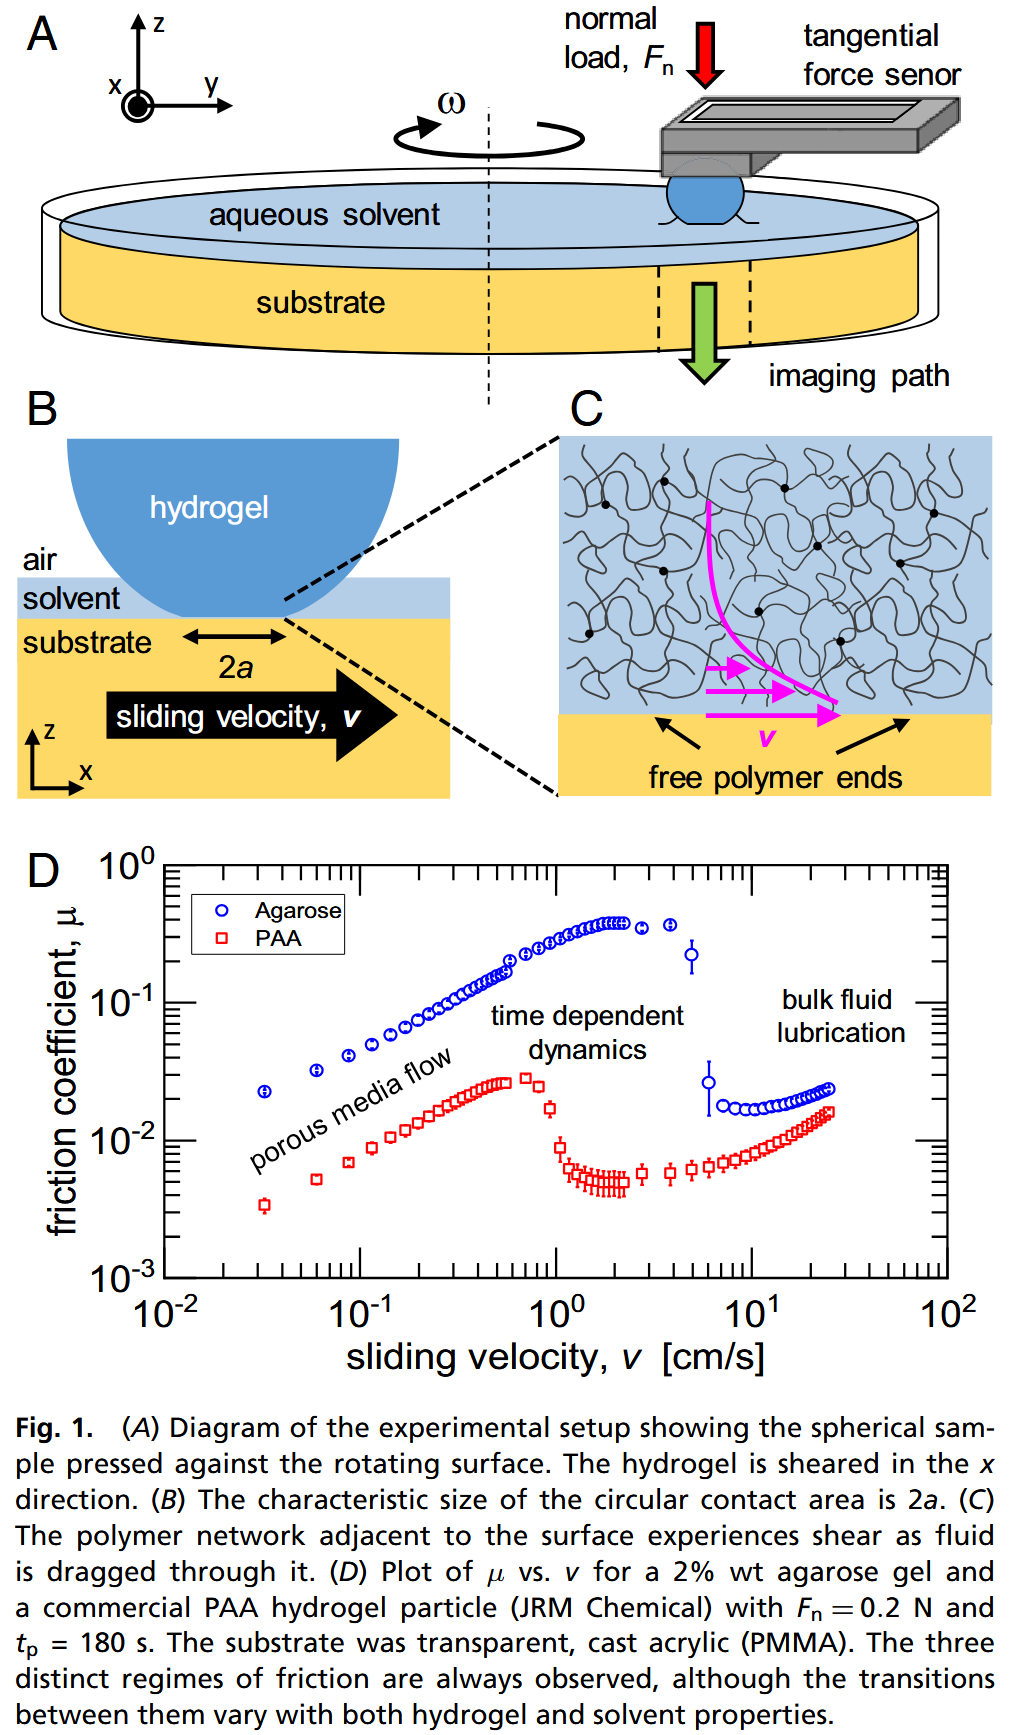 A
z
x
y
ω
normal
load, Fn
tangential
force senor
aqueous solvent
substrate
imaging path
B
hydrogel
air
solvent
substrate
2a
sliding velocity, v
z
x
C
v
free polymer ends
D
friction coefficient, μ
10^0
10^-1
10^-2
10^-3
Agarose
PAA
porous media flow
time dependent
dynamics
bulk fluid
lubrication
10^-2
10^-1
10^0
10^1
10^2
sliding velocity, v [cm/s]
Fig. 1. (A) Diagram of the experimental setup showing the spherical sam-
ple pressed against the rotating surface. The hydrogel is sheared in the x
direction. (B) The characteristic size of the circular contact area is 2a. (C)
The polymer network adjacent to the surface experiences shear as fluid
is dragged through it. (D) Plot of μ vs. v for a 2% wt agarose gel and
a commercial PAA hydrogel particle (JRM Chemical) with Fn = 0.2 N and
tp = 180 s. The substrate was transparent, cast acrylic (PMMA). The three
distinct regimes of friction are always observed, although the transitions
between them vary with both hydrogel and solvent properties.